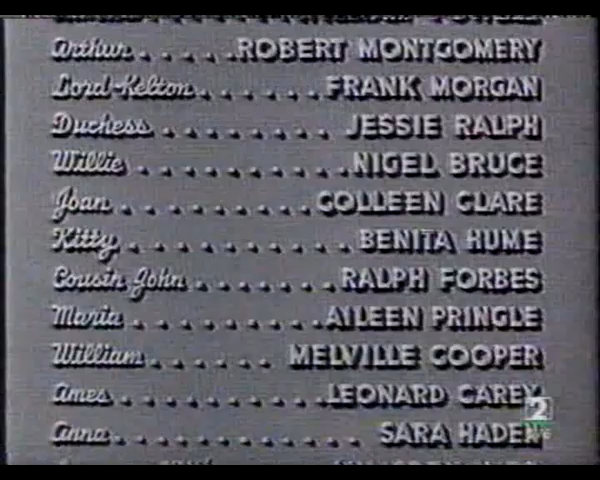 Arthur . . . . . ROBERT MONTGOMERY
Lord Kelton . . . . . . FRANK MORGAN
Duchess . . . . . . . . JESSIE RALPH
Willie . . . . . . . . . . NIGEL BRUCE
Joan . . . . . . . . . COLLEEN CLARE
Kitty . . . . . . . . . . BENITA HUME
Cousin John . . . . . . RALPH FORBES
Maria . . . . . . . . . AILEEN PRINGLE
William . . . . . . MELVILLE COOPER
Ames . . . . . . . . . LEONARD CAREY
Anna . . . . . . . . . . . . SARA HADEN
2